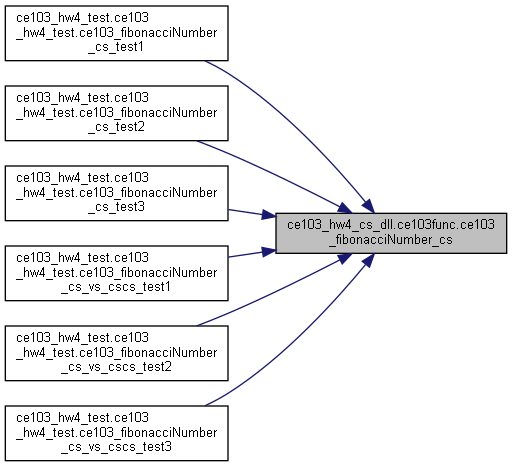 ce103_hw4_test.ce103
_hw4_test.ce103_fibonacciNumber
_cs_test1
ce103_hw4_test.ce103
_hw4_test.ce103_fibonacciNumber
_cs_test2
ce103_hw4_test.ce103
_hw4_test.ce103_fibonacciNumber
_cs_test3
ce103_hw4_cs_dll.ce103func.ce103
_fibonacciNumber_cs
ce103_hw4_test.ce103
_hw4_test.ce103_fibonacciNumber
_cs_vs_cscs_test1
ce103_hw4_test.ce103
_hw4_test.ce103_fibonacciNumber
_cs_vs_cscs_test2
ce103_hw4_test.ce103
_hw4_test.ce103_fibonacciNumber
_cs_vs_cscs_test3